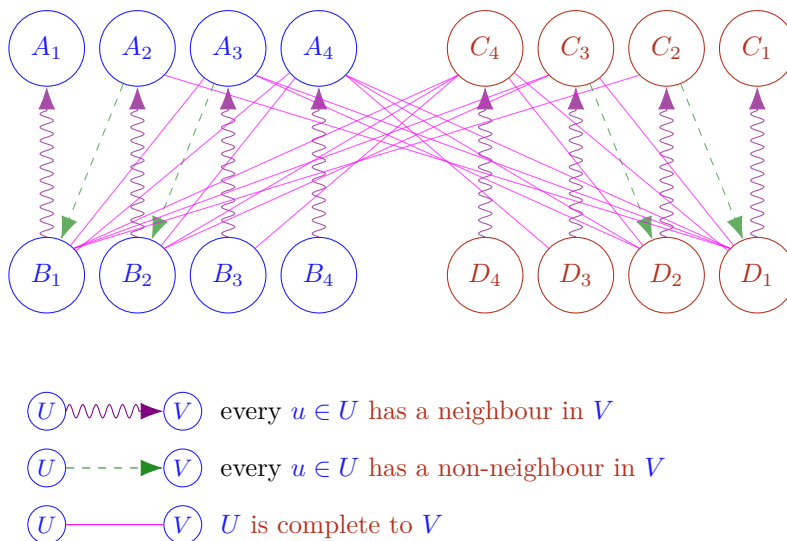 A₁ A₂ A₃ A₄ C₄ C₃ C₂ C₁
B₁ B₂ B₃ B₄ D₄ D₃ D₂ D₁
U V every u ∈ U has a neighbour in V
U V every u ∈ U has a non-neighbour in V
U V U is complete to V